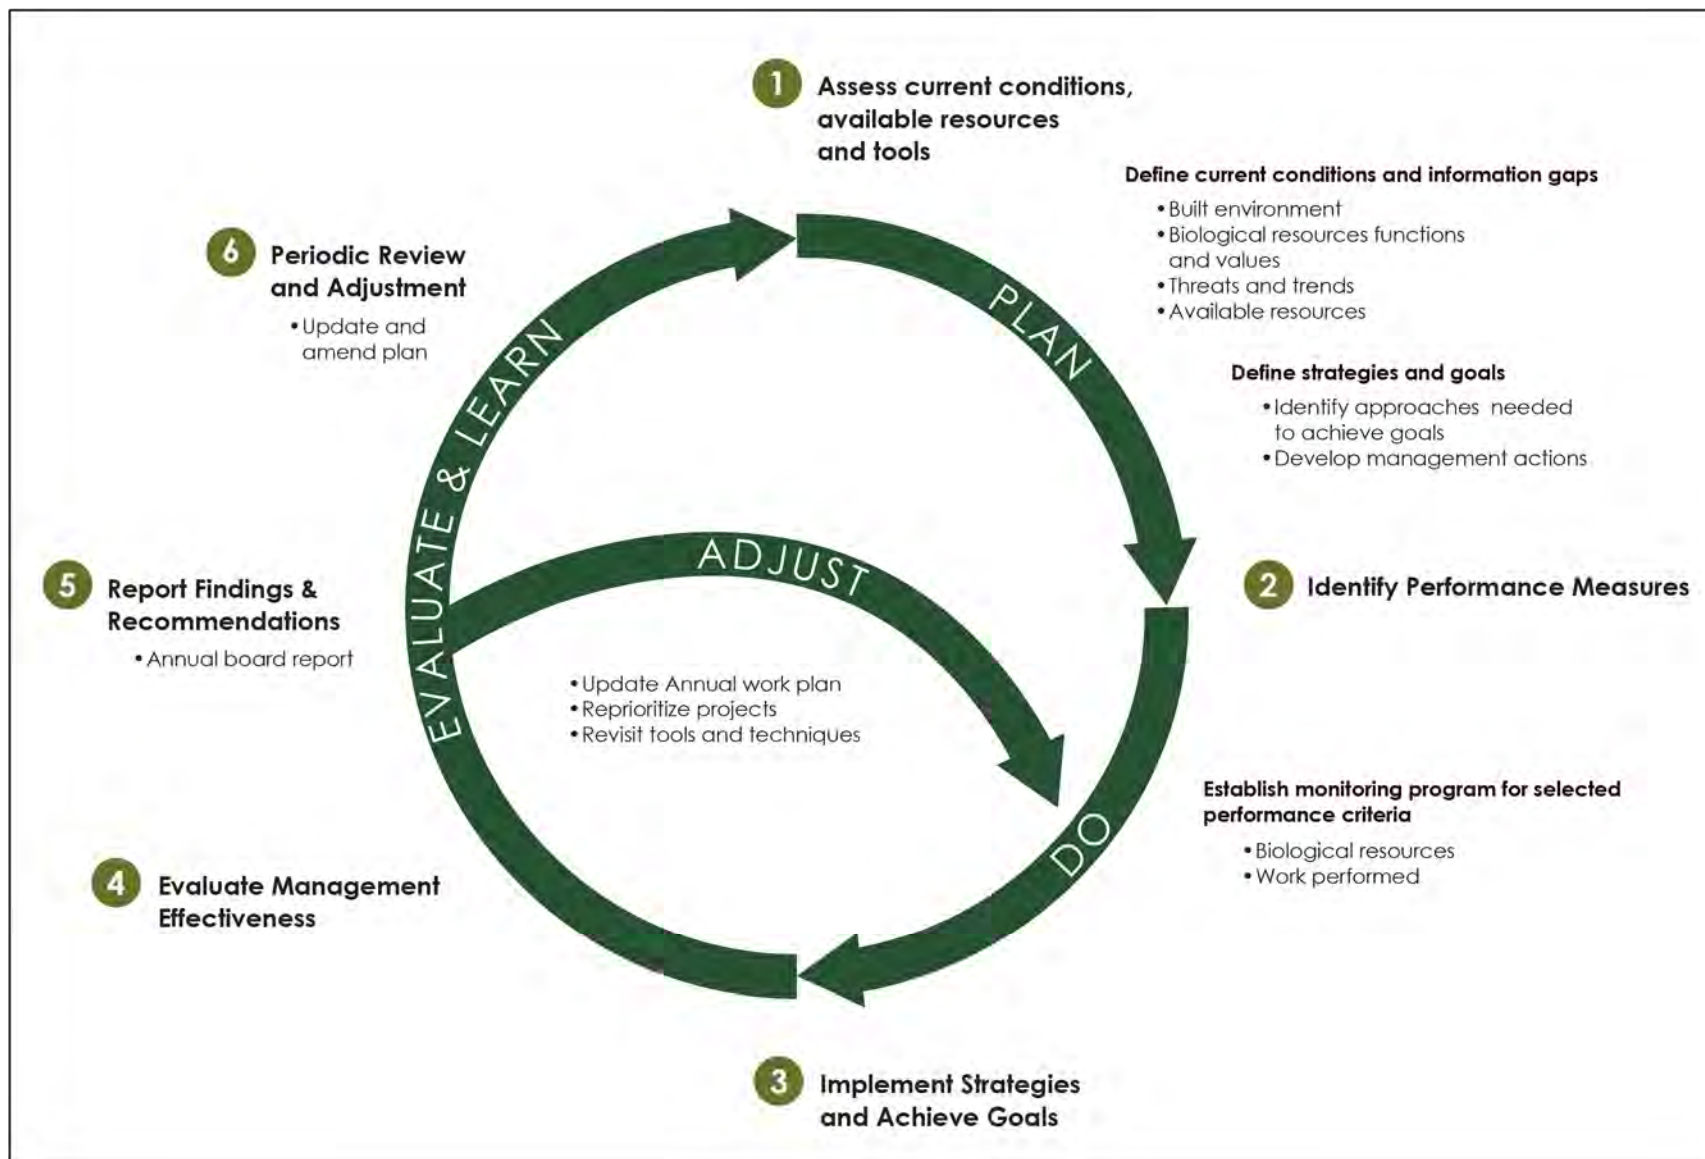 1
Assess current conditions,
available resources
and tools
PLAN
Define current conditions and information gaps
• Built environment
• Biological resources functions
and values
• Threats and trends
• Available resources
Define strategies and goals
• Identify approaches needed
to achieve goals
• Develop management actions
2
Identify Performance Measures
DO
Establish monitoring program for selected
performance criteria
• Biological resources
• Work performed
3
Implement Strategies
and Achieve Goals
4
Evaluate Management
Effectiveness
EVALUATE & LEARN
5
Report Findings &
Recommendations
• Annual board report
ADJUST
• Update Annual work plan
• Reprioritize projects
• Revisit tools and techniques
6
Periodic Review
and Adjustment
• Update and
amend plan